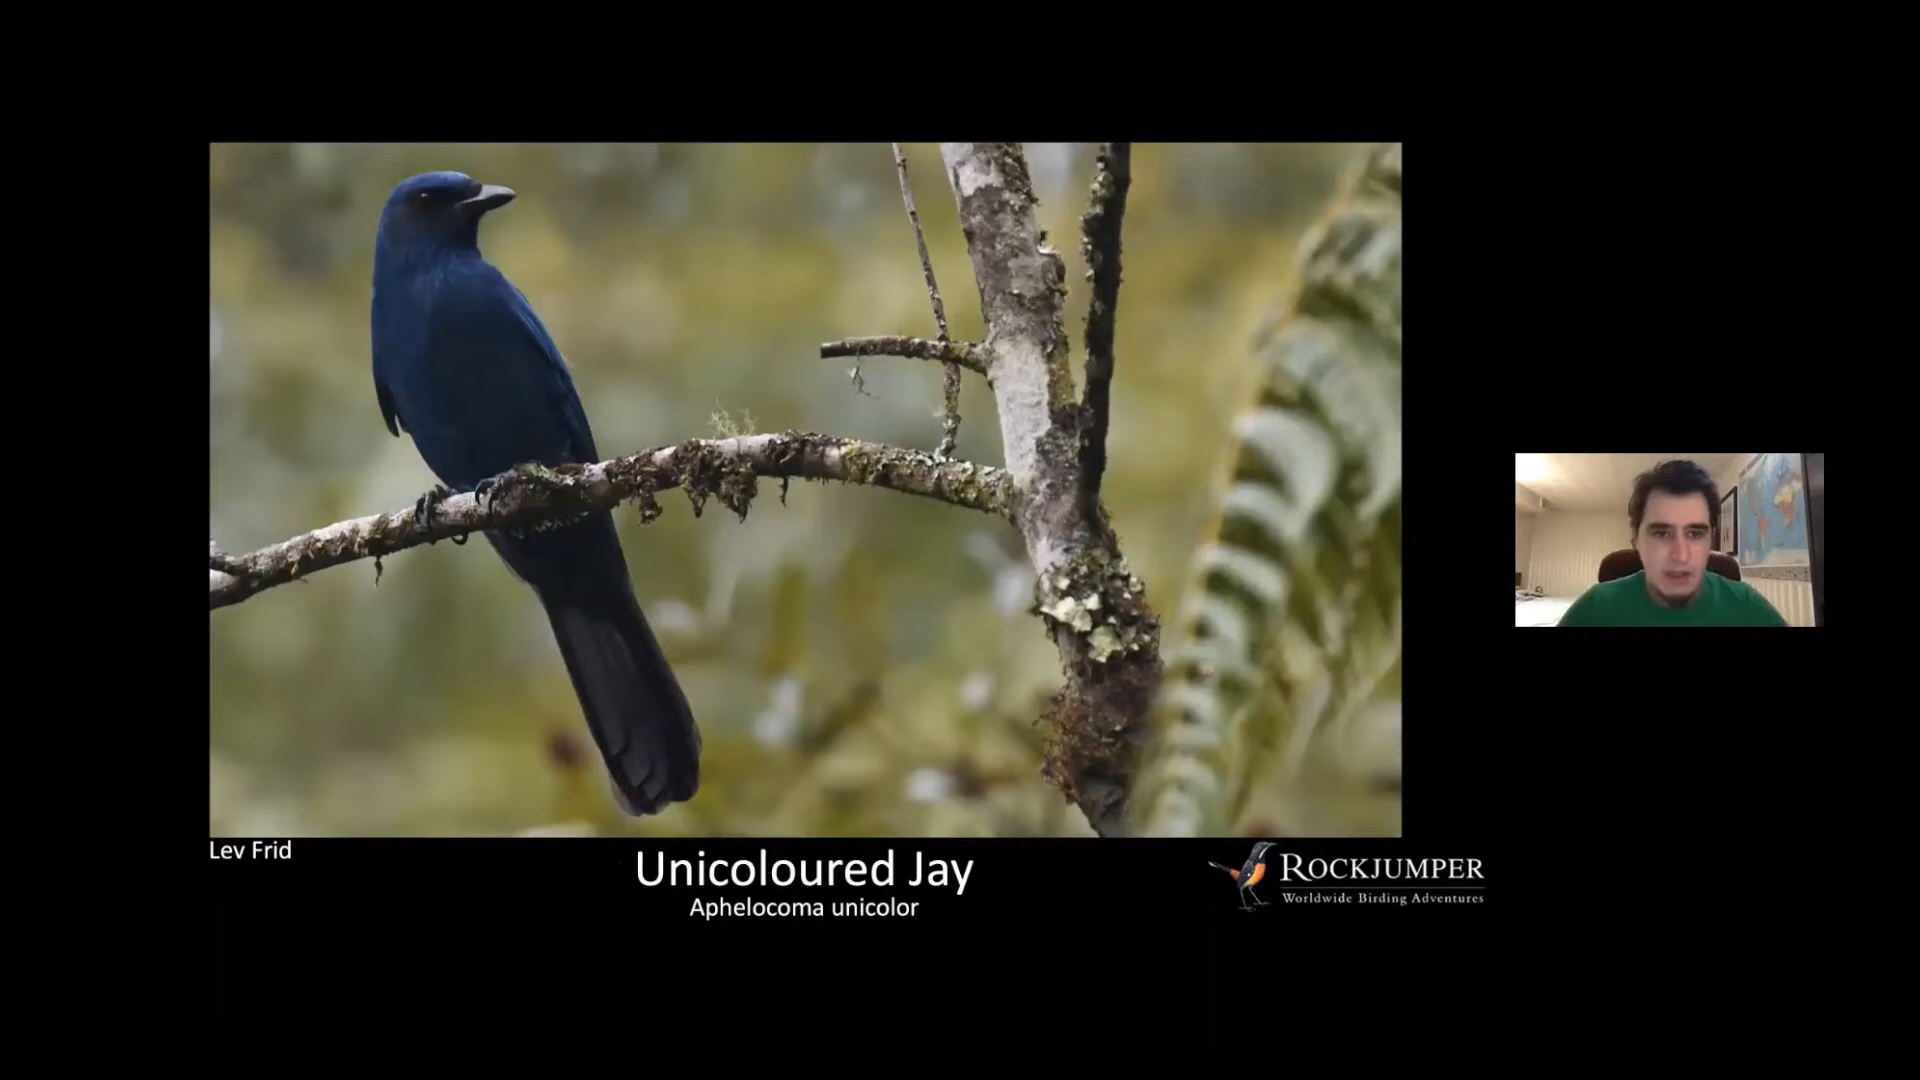 Lev Frid
Unicoloured Jay
Aphelocoma unicolor
ROCKJUMPER
Worldwide Birding Adventures